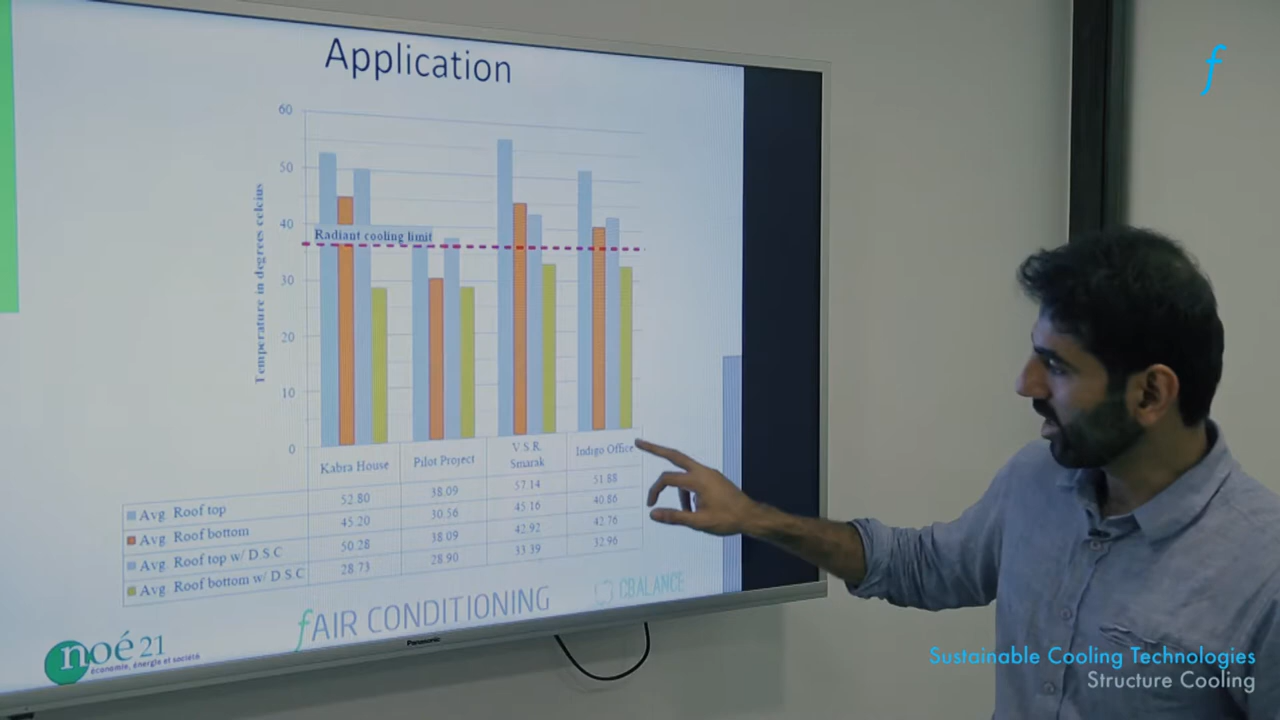 Application
f
60
50
40
30
20
10
0
Temperature in degrees celcius
Radiant cooling limit
Kabra House Pilot Project V.S.R. Smarak Indigo Office
Avg. Roof top 52.80 38.09 57.14 51.88
Avg. Roof bottom 45.20 30.56 45.16 40.86
Avg. Roof top w/ D.S.C 50.28 38.09 42.92 42.76
Avg. Roof bottom w/ D.S.C 28.73 28.90 33.39 32.96
fAIR CONDITIONING
CBALANCE
noé 21
économie, énergie et société
Panasonic
Sustainable Cooling Technologies
Structure Cooling